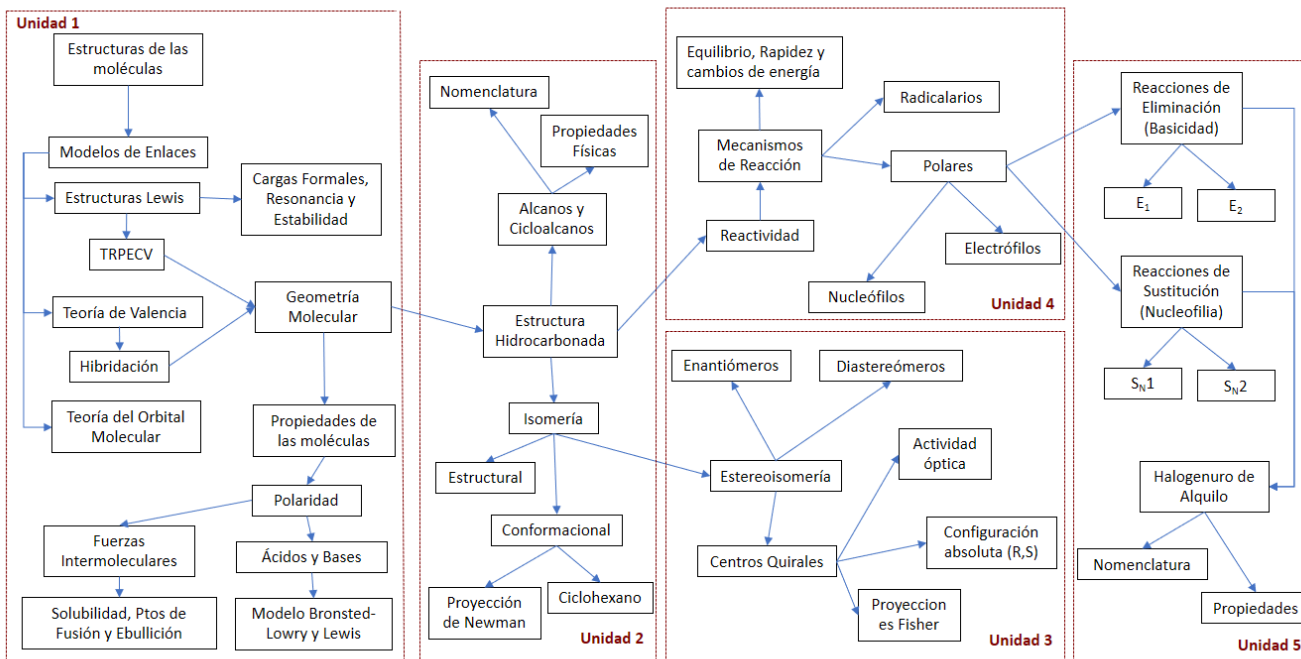 Unidad 1
Estructuras de las
moléculas
Modelos de Enlaces
Estructuras Lewis
Cargas Formales,
Resonancia y
Estabilidad
TRPECV
Teoría de Valencia
Hibridación
Geometría
Molecular
Teoría del Orbital
Molecular
Propiedades de
las moléculas
Polaridad
Fuerzas
Intermoleculares
Ácidos y Bases
Solubilidad, Ptos de
Fusión y Ebullición
Modelo Bronsted-
Lowry y Lewis
Nomenclatura
Propiedades
Físicas
Alcanos y
Cicloalcanos
Estructura
Hidrocarbonada
Isomería
Estructural
Conformacional
Proyección
de Newman
Ciclohexano
Unidad 2
Equilibrio, Rapidez y
cambios de energía
Radicalarios
Mecanismos
de Reacción
Polares
Reactividad
Electrófilos
Nucleófilos
Unidad 4
Enantiómeros
Diastereómeros
Actividad
óptica
Estereoisomería
Configuración
absoluta (R,S)
Centros Quirales
Proyeccion
es Fisher
Unidad 3
Reacciones de
Eliminación
(Basicidad)
E₁
E₂
Reacciones de
Sustitución
(Nucleofilia)
Sₙ1
Sₙ2
Halogenuro de
Alquilo
Nomenclatura
Propiedades
Unidad 5